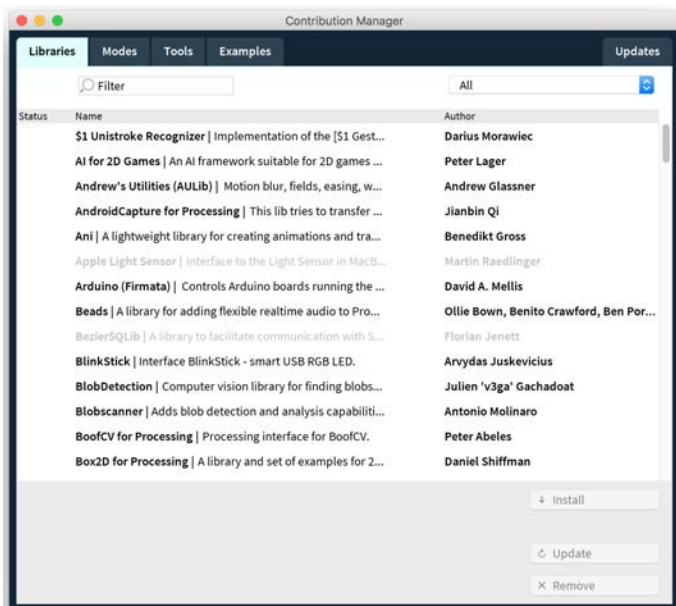 Contribution Manager
Libraries Modes Tools Examples Updates
Filter All
Status Name Author
$1 Unistroke Recognizer | Implementation of the [$1 Gest... Darius Morawiec
AI for 2D Games | An AI framework suitable for 2D games ... Peter Lager
Andrew's Utilities (AULib) | Motion blur, fields, easing, w... Andrew Glassner
AndroidCapture for Processing | This lib tries to transfer ... Jianbin Qi
Ani | A lightweight library for creating animations and tra... Benedikt Gross
Apple Light Sensor | Interface to the Light Sensor in MacB... Martin Raedlinger
Arduino (Firmata) | Controls Arduino boards running the ... David A. Mellis
Beads | A library for adding flexible realtime audio to Pro... Ollie Bown, Benito Crawford, Ben Por...
BezierSQLib | A library to facilitate communication with S... Florian Jenett
BlinkStick | Interface BlinkStick - smart USB RGB LED. Arvydas Juskevicius
BlobDetection | Computer vision library for finding blobs... Julien 'v3ga' Gachadoat
Blobscanner | Adds blob detection and analysis capabiliti... Antonio Molinaro
BoofCV for Processing | Processing interface for BoofCV. Peter Abeles
Box2D for Processing | A library and set of examples for 2... Daniel Shiffman
Install
Update
Remove